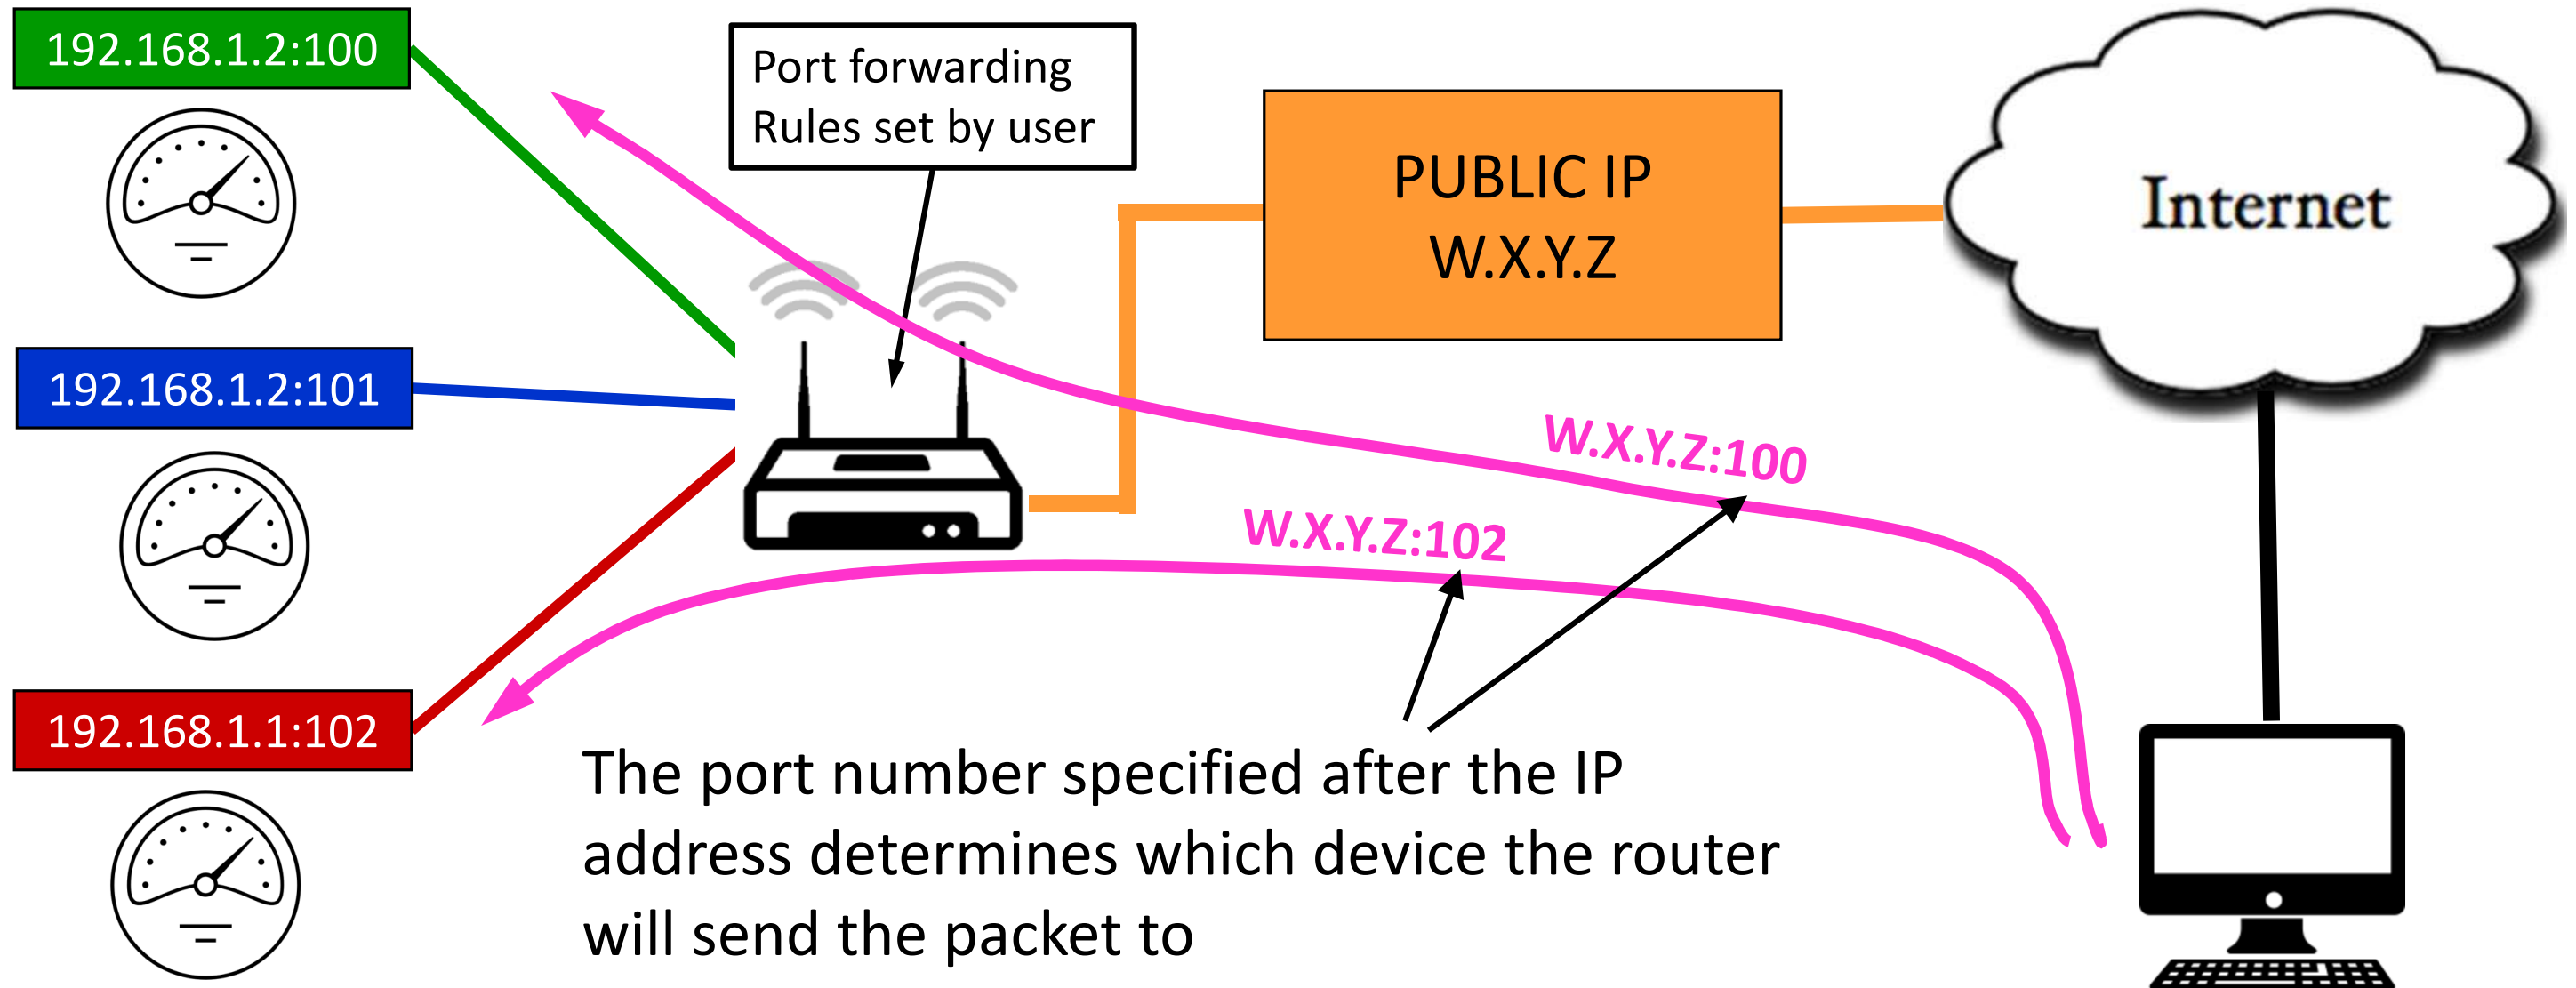 192.168.1.2:100
Port forwarding
Rules set by user
PUBLIC IP
W.X.Y.Z
Internet
192.168.1.2:101
W.X.Y.Z:100
W.X.Y.Z:102
192.168.1.1:102
The port number specified after the IP
address determines which device the router
will send the packet to